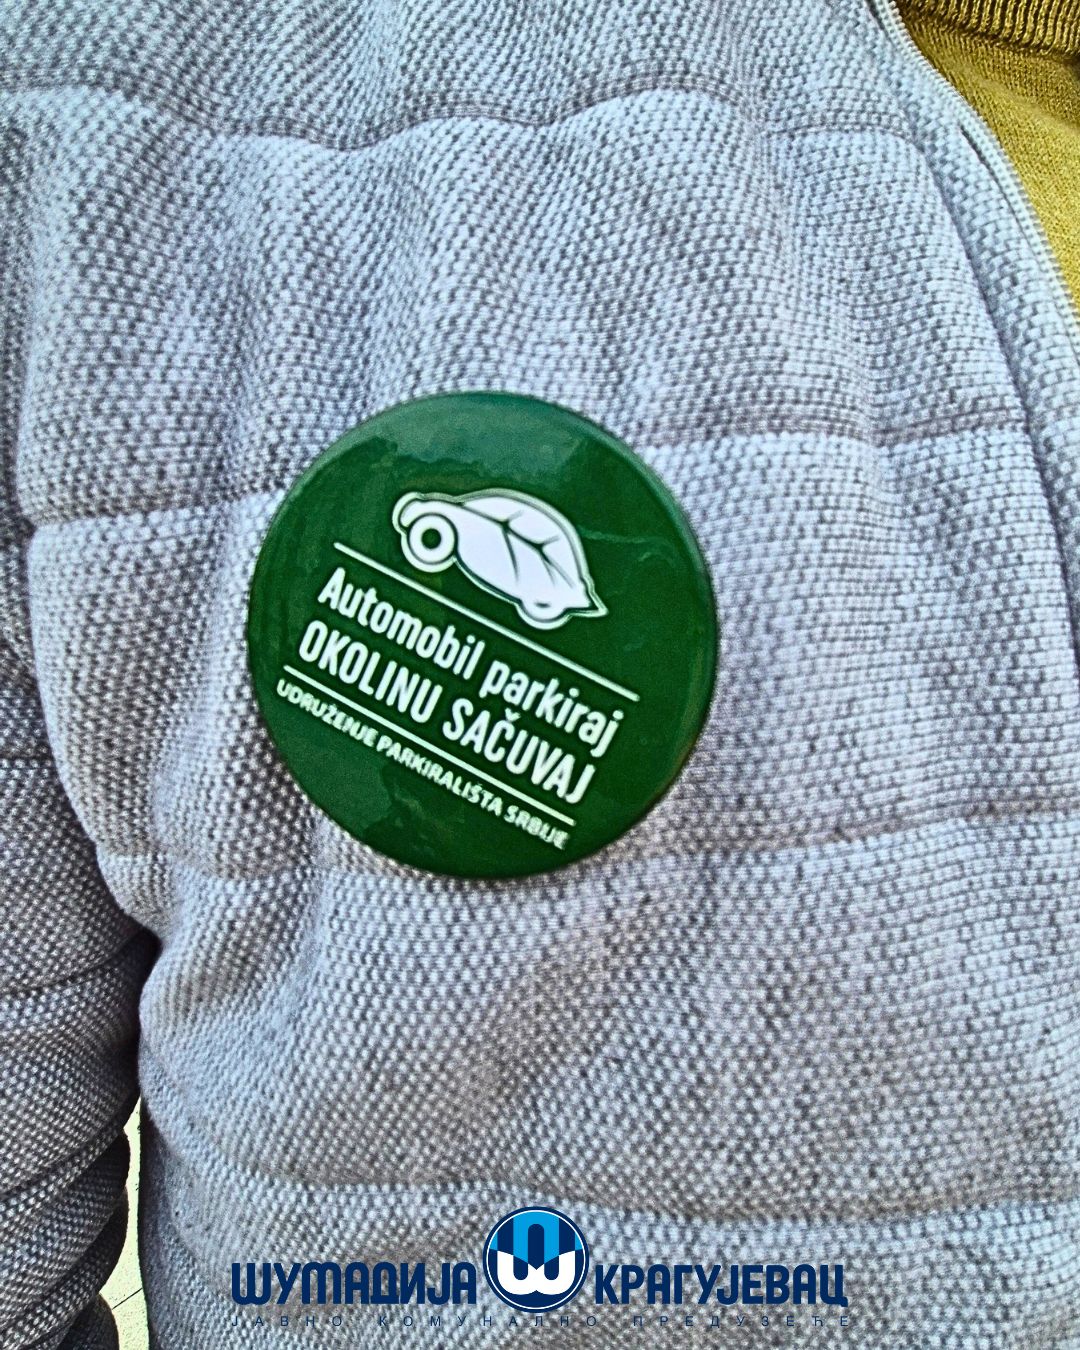 Automobil parkiraj
OKOLINU SAČUVAJ
UDRUŽENJE PARKIRALIŠTA SRBIJE
ШУМАДИЈА КРАГУЈЕВАЦ
ЈАВНО КОМУНАЛНО ПРЕДУЗЕЋЕ